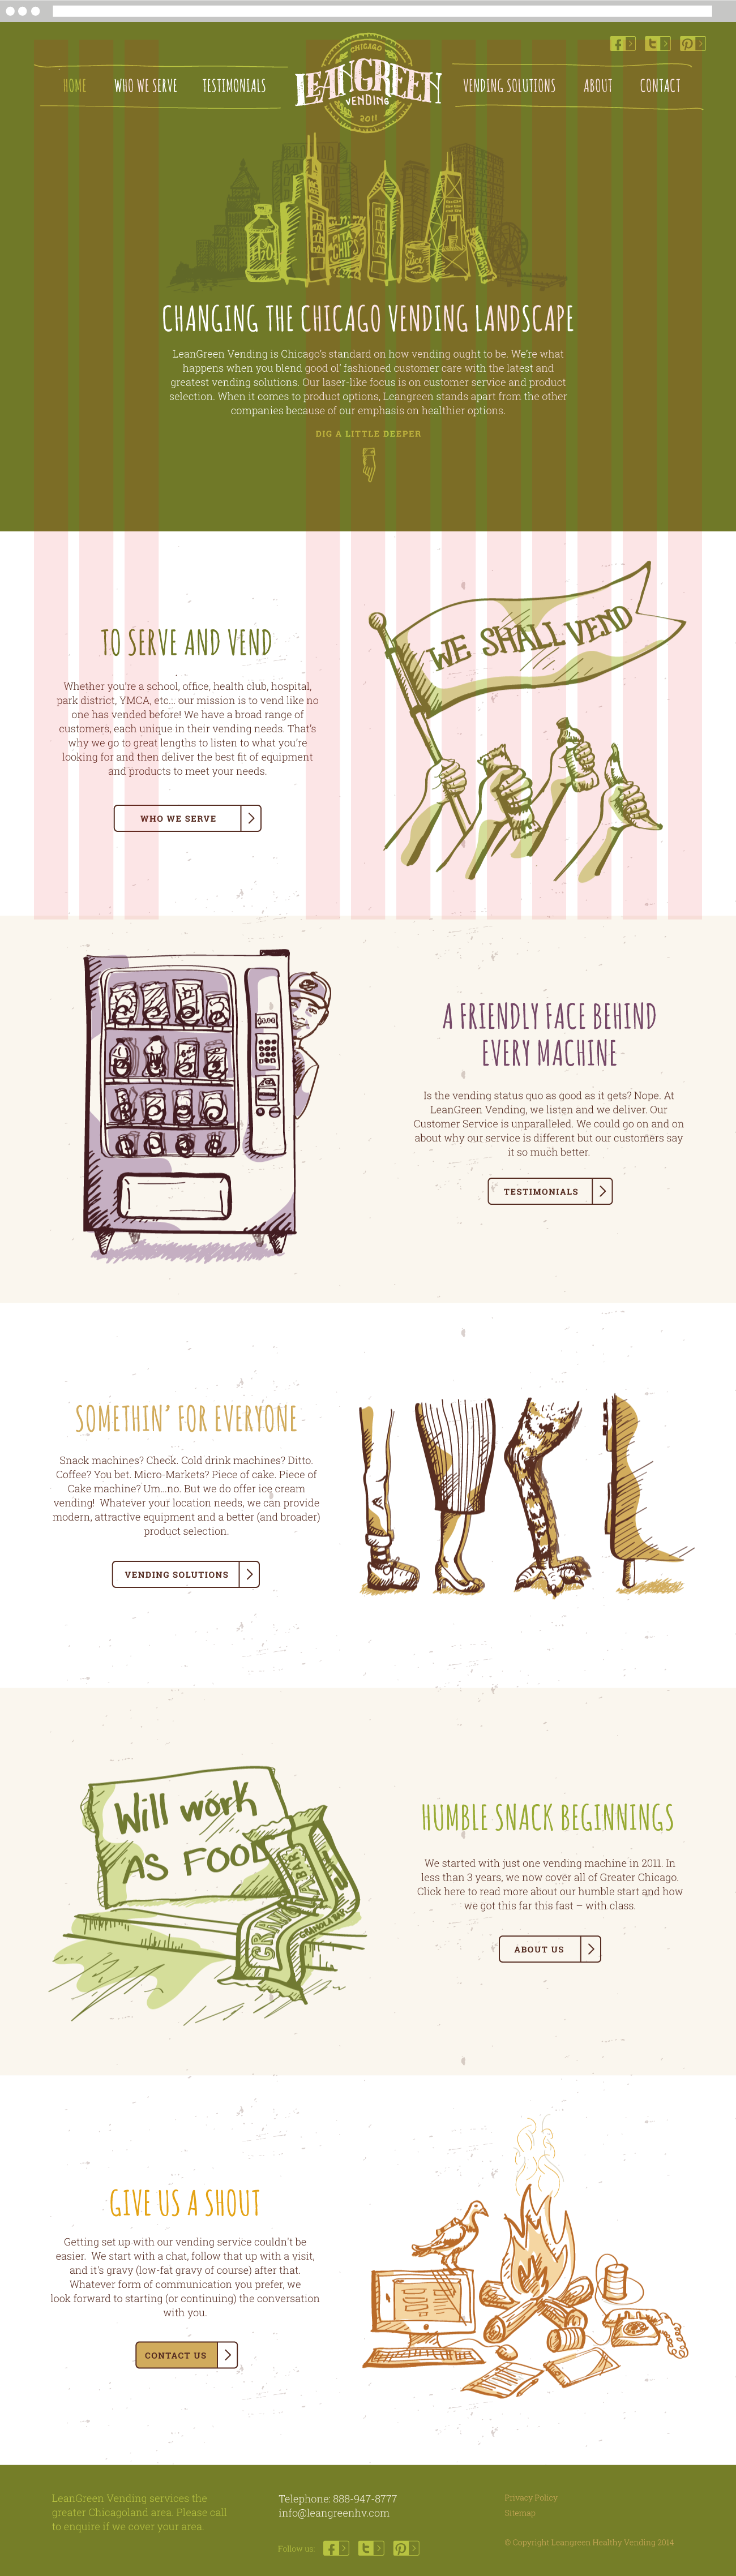 HOME
WHO WE SERVE
TESTIMONIALS
CHICAGO
LEANGREEN
VENDING
2011
VENDING SOLUTIONS
ABOUT
CONTACT
H2O
PITA
CHIPS
JUICE
CHANGING THE CHICAGO VENDING LANDSCAPE
LeanGreen Vending is Chicago's standard on how vending ought to be. We're what
happens when you blend good ol' fashioned customer care with the latest and
greatest vending solutions. Our laser-like focus is on customer service and product
selection. When it comes to product options, Leangreen stands apart from the other
companies because of our emphasis on healthier options.
DIG A LITTLE DEEPER
WE SHALL VEND
TO SERVE AND VEND
Whether you're a school, office, health club, hospital,
park district, YMCA, etc... our mission is to vend like no
one has vended before! We have a broad range of
customers, each unique in their vending needs. That's
why we go to great lengths to listen to what you're
looking for and then deliver the best fit of equipment
and products to meet your needs.
WHO WE SERVE
A FRIENDLY FACE BEHIND
EVERY MACHINE
Is the vending status quo as good as it gets? Nope. At
LeanGreen Vending, we listen and we deliver. Our
Customer Service is unparalleled. We could go on and on
about why our service is different but our customers say
it so much better.
TESTIMONIALS
SOMETHIN' FOR EVERYONE
Snack machines? Check. Cold drink machines? Ditto.
Coffee? You bet. Micro-Markets? Piece of cake. Piece of
Cake machine? Um...no. But we do offer ice cream
vending!  Whatever your location needs, we can provide
modern, attractive equipment and a better (and broader)
product selection.
VENDING SOLUTIONS
Will work
AS FOOD
GRANOLA BAR
GRANOLA BAR
HUMBLE SNACK BEGINNINGS
We started with just one vending machine in 2011. In
less than 3 years, we now cover all of Greater Chicago.
Click here to read more about our humble start and how
we got this far this fast – with class.
ABOUT US
GIVE US A SHOUT
Getting set up with our vending service couldn't be
easier.  We start with a chat, follow that up with a visit,
and it's gravy (low-fat gravy of course) after that.
Whatever form of communication you prefer, we
look forward to starting (or continuing) the conversation
with you.
CONTACT US
LeanGreen Vending services the
greater Chicagoland area. Please call
to enquire if we cover your area.
Telephone: 888-947-8777
info@leangreenhv.com
Follow us:
Privacy Policy
Sitemap
© Copyright Leangreen Healthy Vending 2014